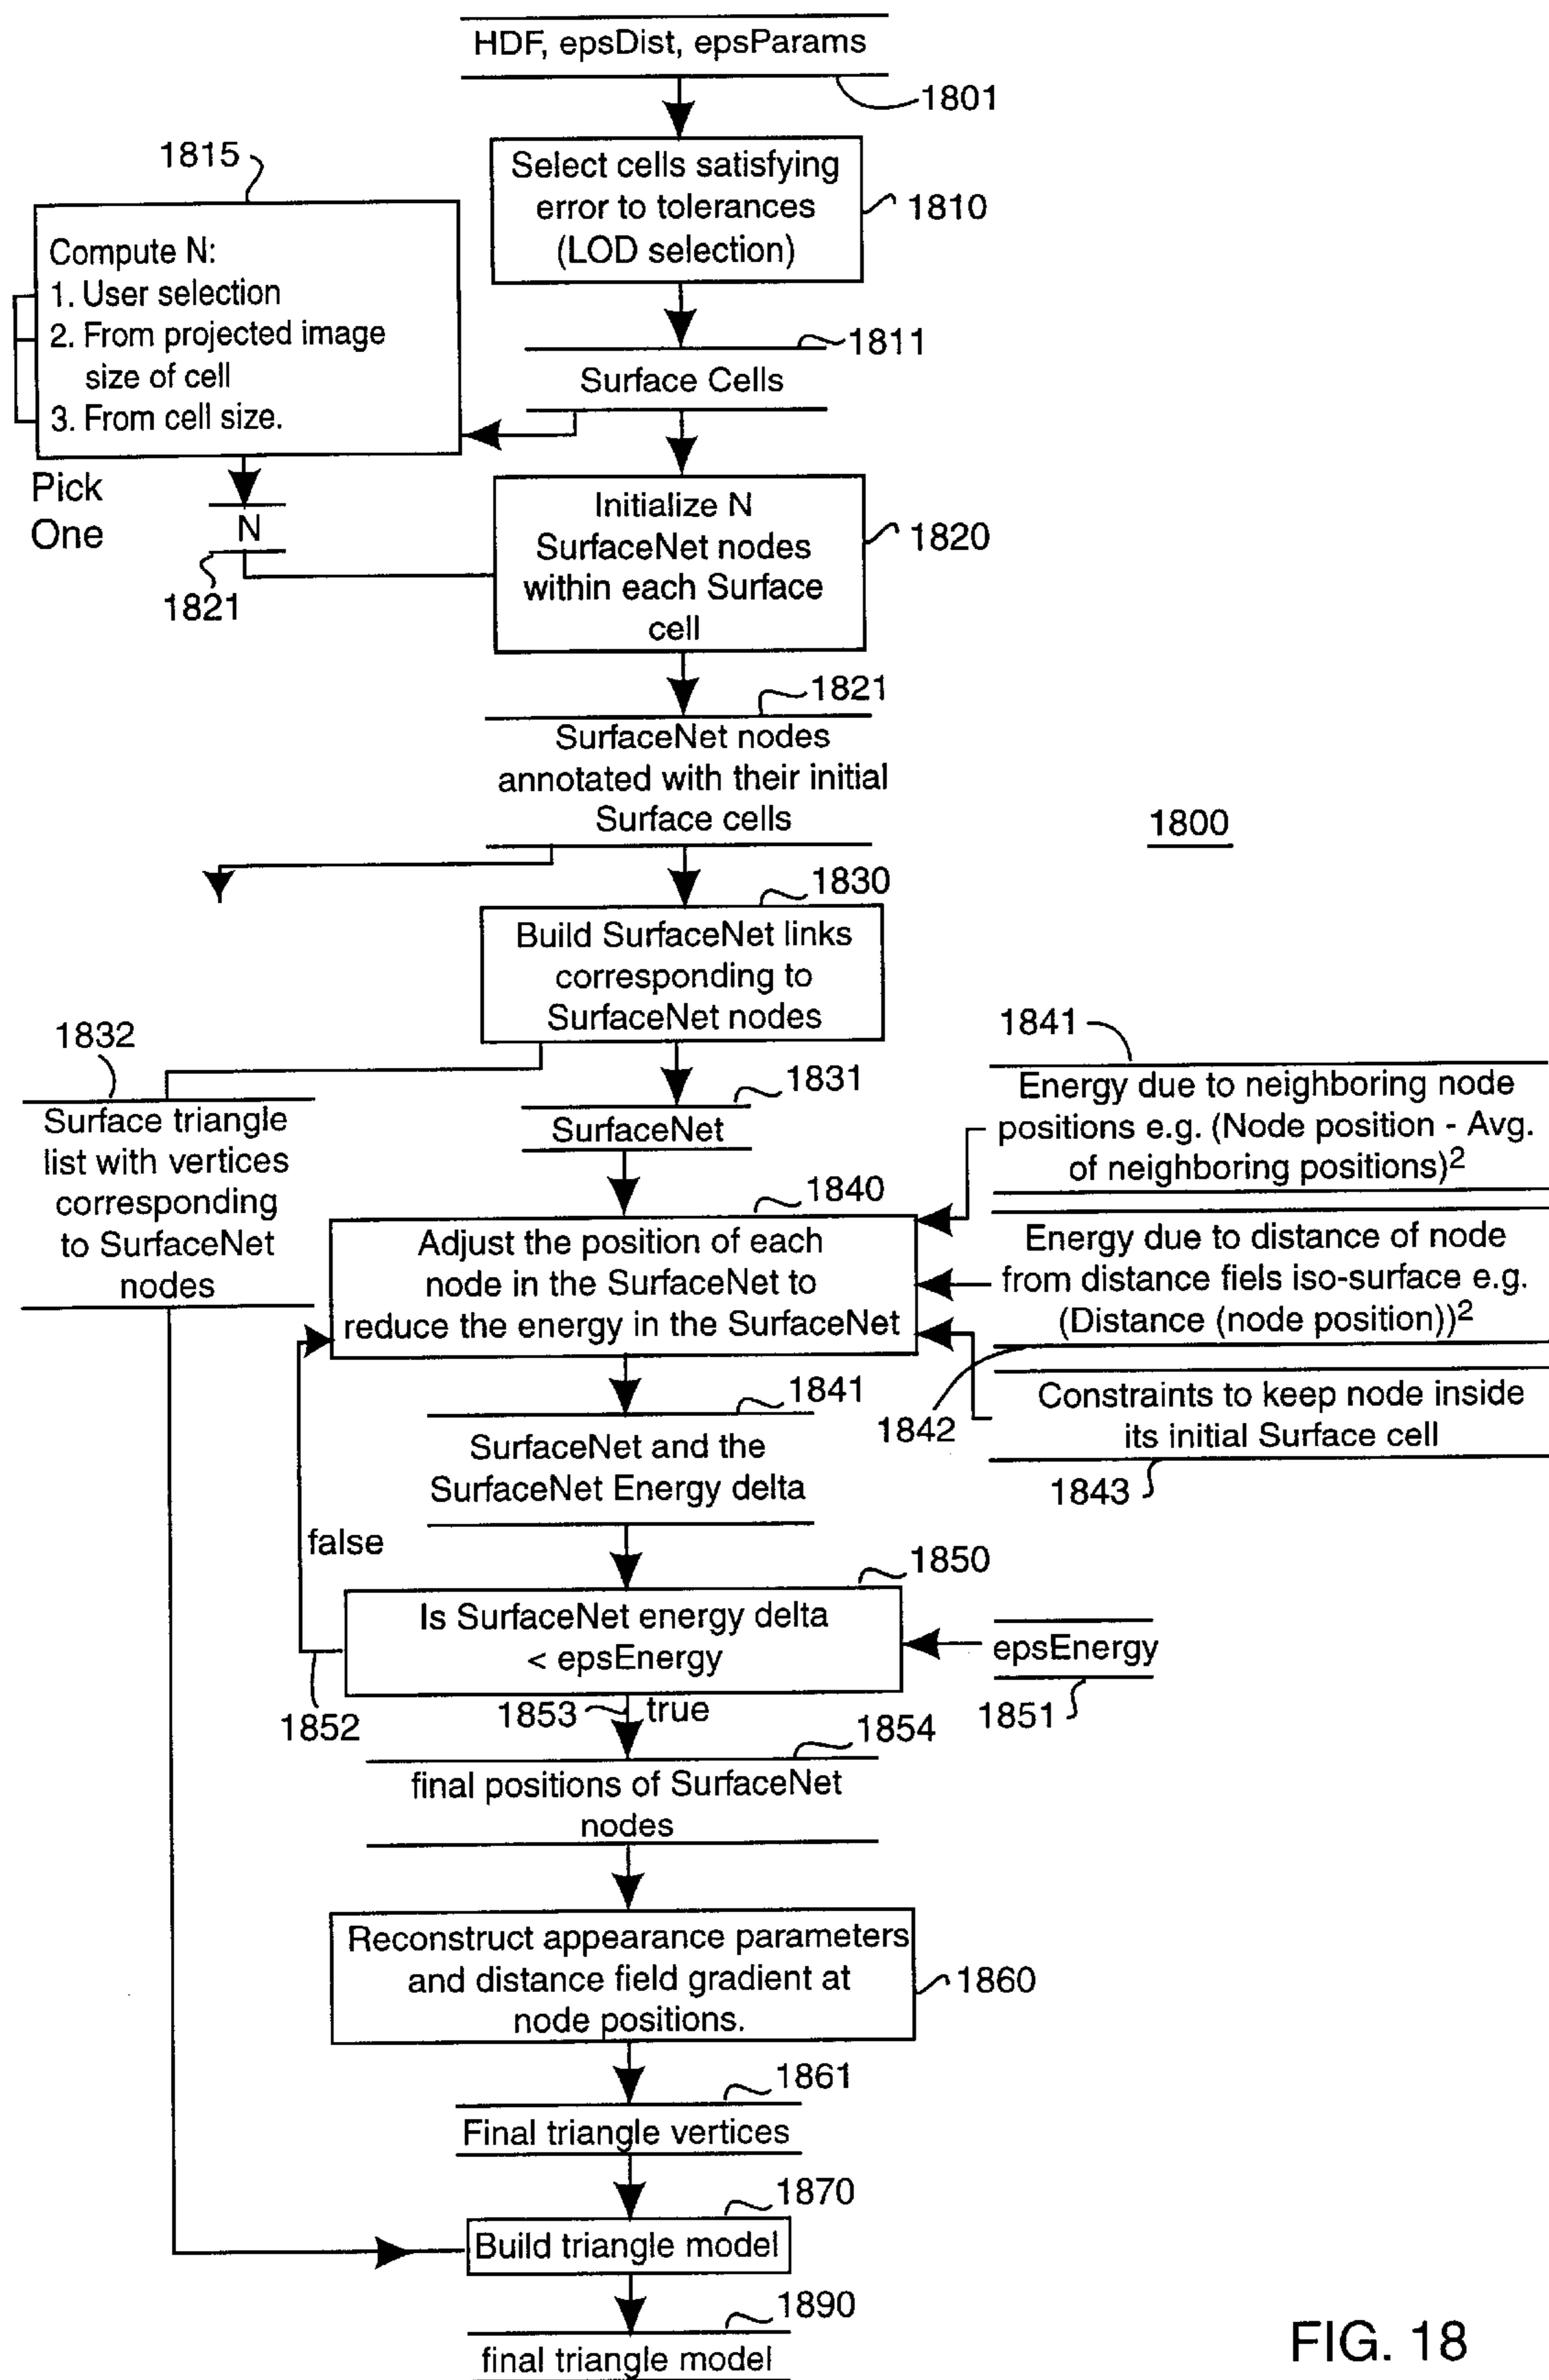 HDF, epsDist, epsParams
1801
1815
Select cells satisfying
error to tolerances
(LOD selection)
1810
Compute N:
1. User selection
2. From projected image
size of cell
3. From cell size.
1811
Surface Cells
Pick
One
N
1821
Initialize N
SurfaceNet nodes
within each Surface
cell
1820
1821
SurfaceNet nodes
annotated with their initial
Surface cells
1800
1830
Build SurfaceNet links
corresponding to
SurfaceNet nodes
1832
Surface triangle
list with vertices
corresponding
to SurfaceNet
nodes
1831
SurfaceNet
1841
Energy due to neighboring node
positions e.g. (Node position - Avg.
of neighboring positions)2
1840
Adjust the position of each
node in the SurfaceNet to
reduce the energy in the SurfaceNet
Energy due to distance of node
from distance fiels iso-surface e.g.
(Distance (node position))2
1842
Constraints to keep node inside
its initial Surface cell
1843
1841
SurfaceNet and the
SurfaceNet Energy delta
false
1850
Is SurfaceNet energy delta
< epsEnergy
epsEnergy
1851
1852
1853
true
1854
final positions of SurfaceNet
nodes
Reconstruct appearance parameters
and distance field gradient at
node positions.
1860
1861
Final triangle vertices
1870
Build triangle model
1890
final triangle model
FIG. 18